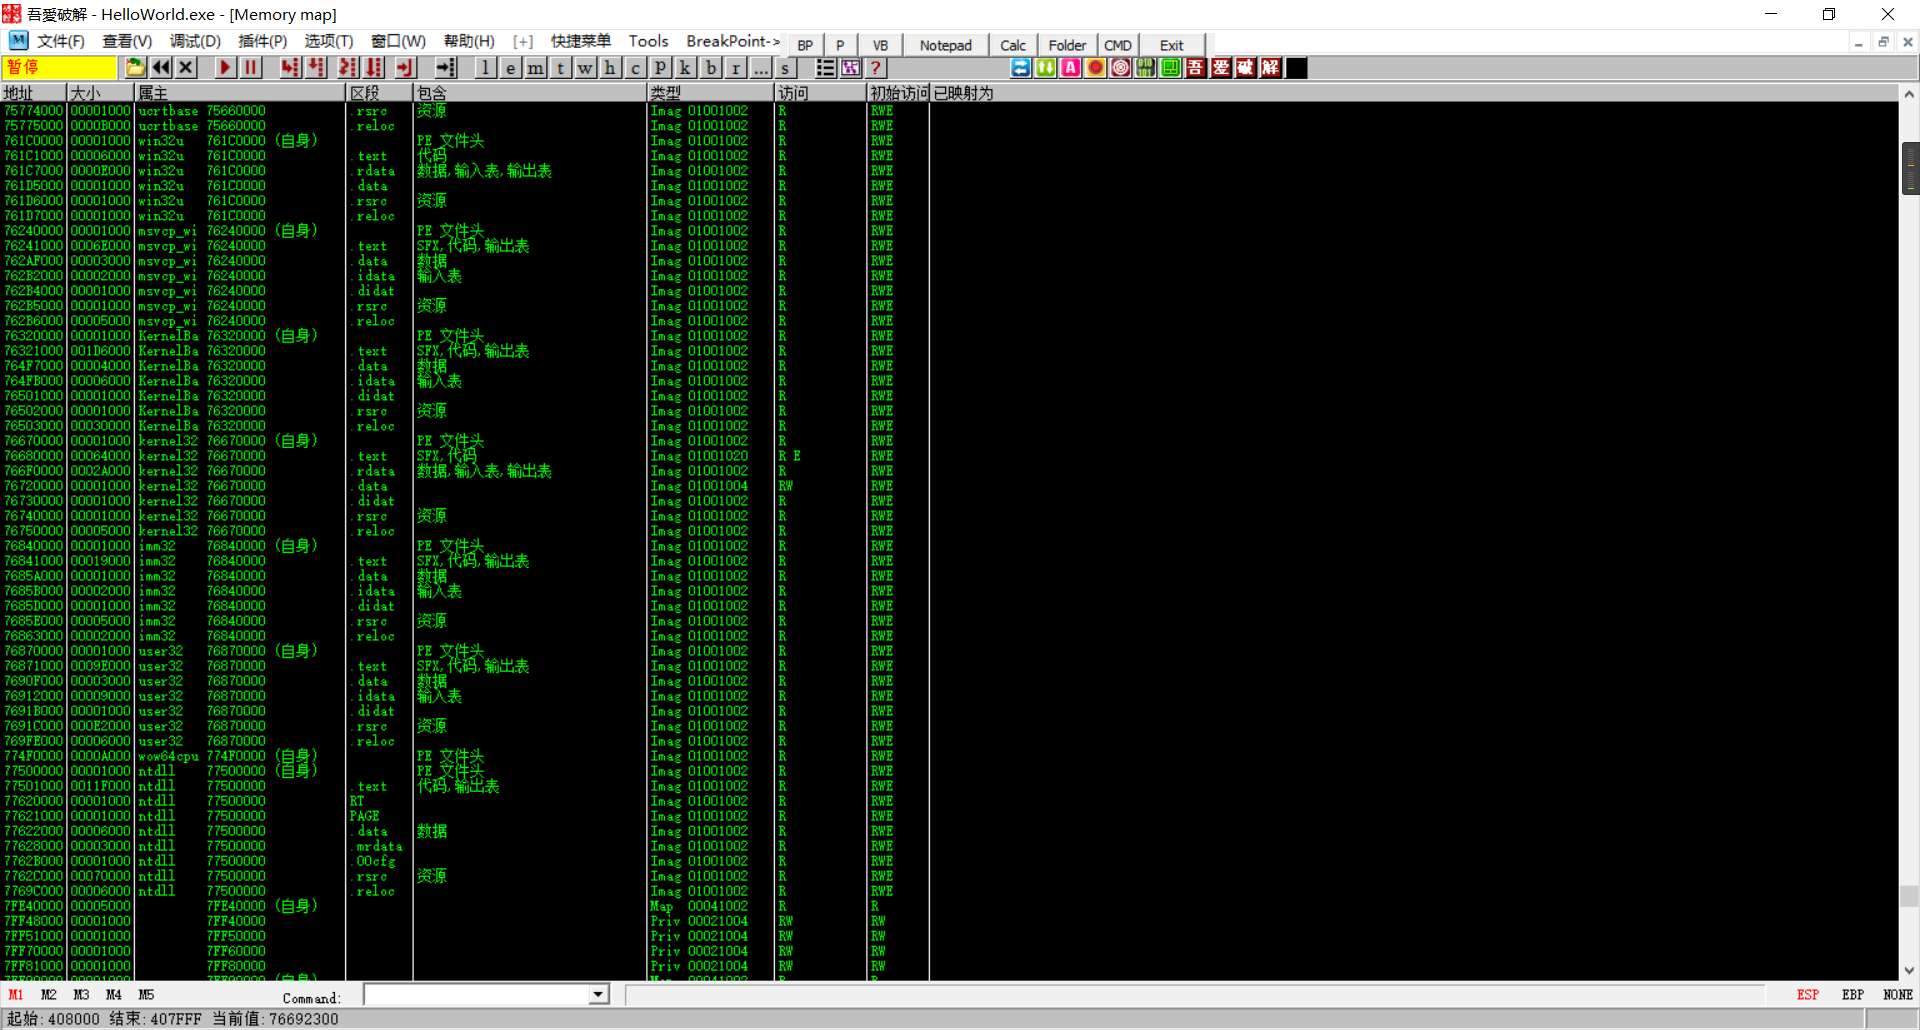 吾愛破解 - HelloWorld.exe - [Memory map]
文件(F) 查看(V) 调试(D) 插件(P) 选项(T) 窗口(W) 帮助(H) [+] 快捷菜单 Tools BreakPoint-> BP P VB Notepad Calc Folder CMD Exit
暂停 l e m t w h c p k b r ... s ? A 吾 爱 破 解
地址 大小 属主 区段 包含 类型 访问 初始访问 已映射为
75774000 00001000 ucrtbase 75660000 .rsrc 资源 Imag 01001002 R RWE
75775000 0000B000 ucrtbase 75660000 .reloc Imag 01001002 R RWE
761C0000 00001000 win32u 761C0000 (自身) PE 文件头 Imag 01001002 R RWE
761C1000 00006000 win32u 761C0000 .text 代码 Imag 01001002 R RWE
761C7000 0000E000 win32u 761C0000 .rdata 数据,输入表,输出表 Imag 01001002 R RWE
761D5000 00001000 win32u 761C0000 .data Imag 01001002 R RWE
761D6000 00001000 win32u 761C0000 .rsrc 资源 Imag 01001002 R RWE
761D7000 00001000 win32u 761C0000 .reloc Imag 01001002 R RWE
76240000 00001000 msvcp_wi 76240000 (自身) PE 文件头 Imag 01001002 R RWE
76241000 0006E000 msvcp_wi 76240000 .text SFX,代码,输出表 Imag 01001002 R RWE
762AF000 00003000 msvcp_wi 76240000 .data 数据 Imag 01001002 R RWE
762B2000 00002000 msvcp_wi 76240000 .idata 输入表 Imag 01001002 R RWE
762B4000 00001000 msvcp_wi 76240000 .didat Imag 01001002 R RWE
762B5000 00001000 msvcp_wi 76240000 .rsrc 资源 Imag 01001002 R RWE
762B6000 00005000 msvcp_wi 76240000 .reloc Imag 01001002 R RWE
76320000 00001000 KernelBa 76320000 (自身) PE 文件头 Imag 01001002 R RWE
76321000 001D6000 KernelBa 76320000 .text SFX,代码,输出表 Imag 01001002 R RWE
764F7000 00004000 KernelBa 76320000 .data 数据 Imag 01001002 R RWE
764FB000 00006000 KernelBa 76320000 .idata 输入表 Imag 01001002 R RWE
76501000 00001000 KernelBa 76320000 .didat Imag 01001002 R RWE
76502000 00001000 KernelBa 76320000 .rsrc 资源 Imag 01001002 R RWE
76503000 00030000 KernelBa 76320000 .reloc Imag 01001002 R RWE
76670000 00001000 kernel32 76670000 (自身) PE 文件头 Imag 01001002 R RWE
76680000 00064000 kernel32 76670000 .text SFX,代码 Imag 01001020 R E RWE
766F0000 0002A000 kernel32 76670000 .rdata 数据,输入表,输出表 Imag 01001002 R RWE
76720000 00001000 kernel32 76670000 .data Imag 01001004 RW RWE
76730000 00001000 kernel32 76670000 .didat Imag 01001002 R RWE
76740000 00001000 kernel32 76670000 .rsrc 资源 Imag 01001002 R RWE
76750000 00005000 kernel32 76670000 .reloc Imag 01001002 R RWE
76840000 00001000 imm32 76840000 (自身) PE 文件头 Imag 01001002 R RWE
76841000 00019000 imm32 76840000 .text SFX,代码,输出表 Imag 01001002 R RWE
7685A000 00001000 imm32 76840000 .data 数据 Imag 01001002 R RWE
7685B000 00002000 imm32 76840000 .idata 输入表 Imag 01001002 R RWE
7685D000 00001000 imm32 76840000 .didat Imag 01001002 R RWE
7685E000 00005000 imm32 76840000 .rsrc 资源 Imag 01001002 R RWE
76863000 00002000 imm32 76840000 .reloc Imag 01001002 R RWE
76870000 00001000 user32 76870000 (自身) PE 文件头 Imag 01001002 R RWE
76871000 0009E000 user32 76870000 .text SFX,代码,输出表 Imag 01001002 R RWE
7690F000 00003000 user32 76870000 .data 数据 Imag 01001002 R RWE
76912000 00009000 user32 76870000 .idata 输入表 Imag 01001002 R RWE
7691B000 00001000 user32 76870000 .didat Imag 01001002 R RWE
7691C000 000E2000 user32 76870000 .rsrc 资源 Imag 01001002 R RWE
769FE000 00006000 user32 76870000 .reloc Imag 01001002 R RWE
774F0000 0000A000 wow64cpu 774F0000 (自身) PE 文件头 Imag 01001002 R RWE
77500000 00001000 ntdll 77500000 (自身) PE 文件头 Imag 01001002 R RWE
77501000 0011F000 ntdll 77500000 .text 代码,输出表 Imag 01001002 R RWE
77620000 00001000 ntdll 77500000 RT Imag 01001002 R RWE
77621000 00001000 ntdll 77500000 PAGE Imag 01001002 R RWE
77622000 00006000 ntdll 77500000 .data 数据 Imag 01001002 R RWE
77628000 00003000 ntdll 77500000 .mrdata Imag 01001002 R RWE
7762B000 00001000 ntdll 77500000 .00cfg Imag 01001002 R RWE
7762C000 00070000 ntdll 77500000 .rsrc 资源 Imag 01001002 R RWE
7769C000 00006000 ntdll 77500000 .reloc Imag 01001002 R RWE
7FE40000 00005000 7FE40000 (自身) Map 00041002 R R
7FF48000 00001000 7FF40000 Priv 00021004 RW RW
7FF51000 00001000 7FF50000 Priv 00021004 RW RW
7FF70000 00001000 7FF60000 Priv 00021004 RW RW
7FF81000 00001000 7FF80000 Priv 00021004 RW RW
M1 M2 M3 M4 M5 Command: ESP EBP NONE
起始:408000 结束:407FFF 当前值:76692300